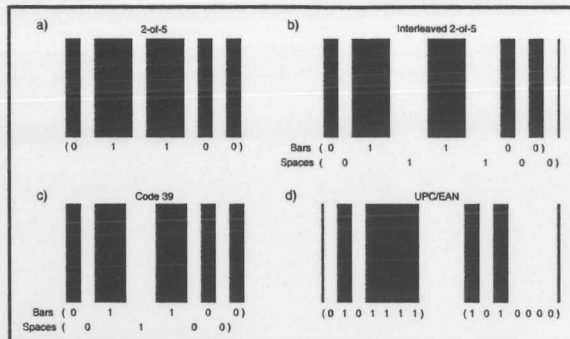 a)
2-of-5
(0 1 1 0 0)
b)
Interleaved 2-of-5
Bars (0 1 1 0 0)
Spaces ( 0 1 1 0 0)
c)
Code 39
Bars (0 1 1 0 0)
Spaces ( 0 1 0 0)
d)
UPC/EAN
(0 1 0 1 1 1 1) (1 0 1 0 0 0 0)